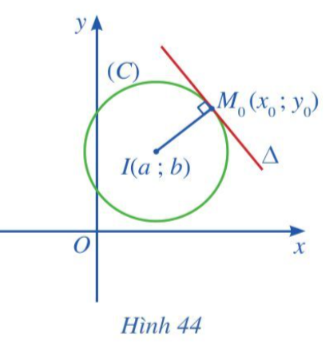 y
(C)
M₀(x₀ ; y₀)
I(a ; b)
Δ
O
x
Hình 44